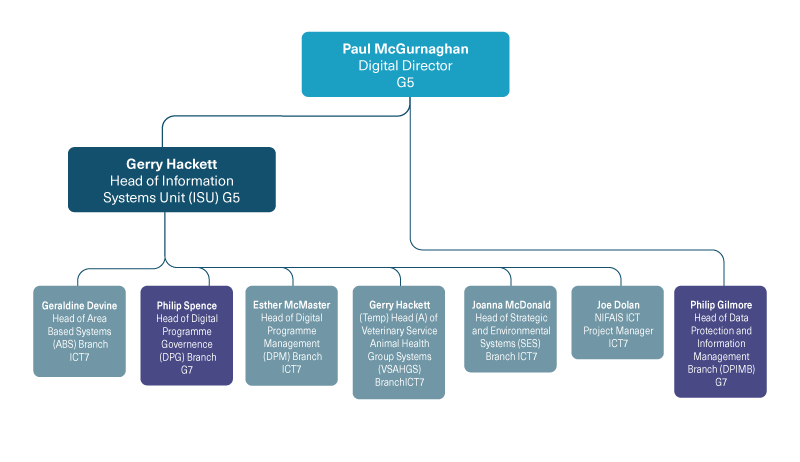 Paul McGurnaghan
Digital Director
G5
Gerry Hackett
Head of Information
Systems Unit (ISU) G5
Geraldine Devine
Head of Area
Based Systems
(ABS) Branch
ICT7
Philip Spence
Head of Digital
Programme
Governence
(DPG) Branch
G7
Esther McMaster
Head of Digital
Programme
Management
(DPM) Branch
ICT7
Gerry Hackett
(Temp) Head (A) of
Veterinary Service
Animal Health
Group Systems
(VSAHGS)
BranchICT7
Joanna McDonald
Head of Strategic
and Environmental
Systems (SES)
Branch ICT7
Joe Dolan
NIFAIS ICT
Project Manager
ICT7
Philip Gilmore
Head of Data
Protection and
Information
Management
Branch (DPIMB)
G7